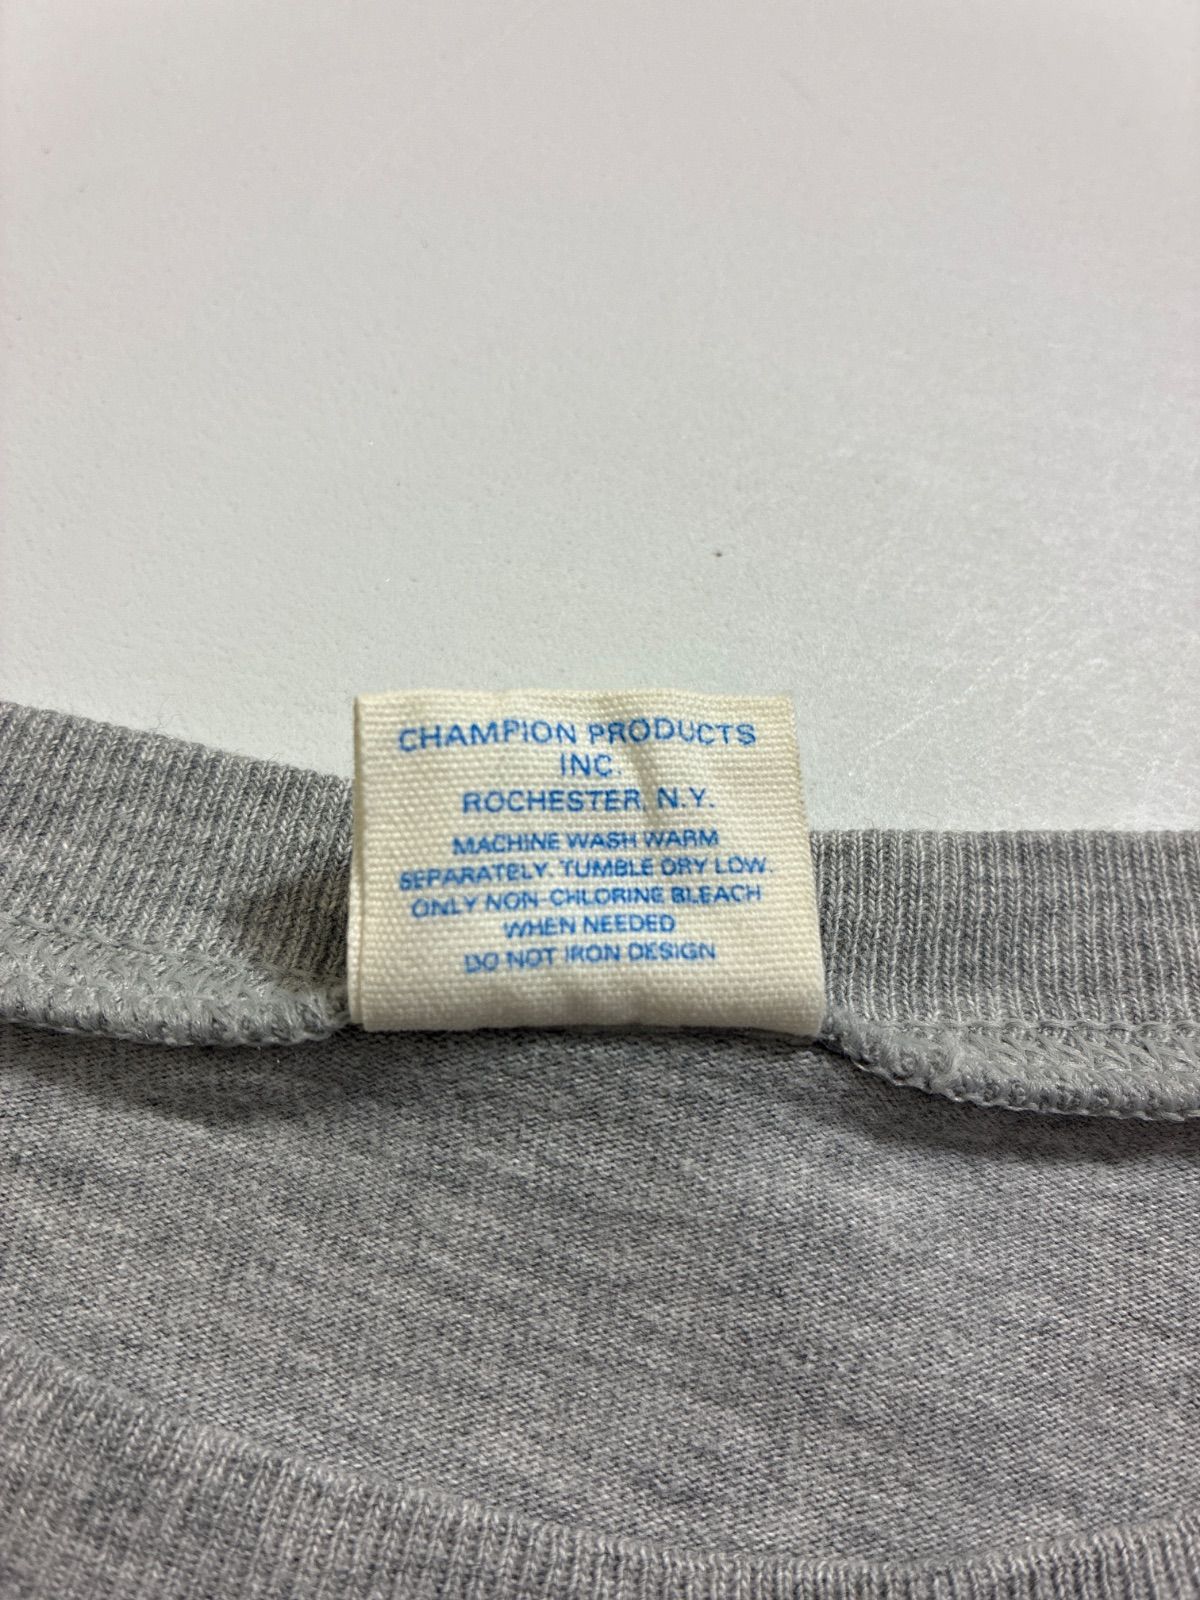 CHAMPION PRODUCTS
INC.
ROCHESTER, N.Y.
MACHINE WASH WARM
SEPARATELY. TUMBLE DRY LOW.
ONLY NON-CHLORINE BLEACH
WHEN NEEDED
DO NOT IRON DESIGN